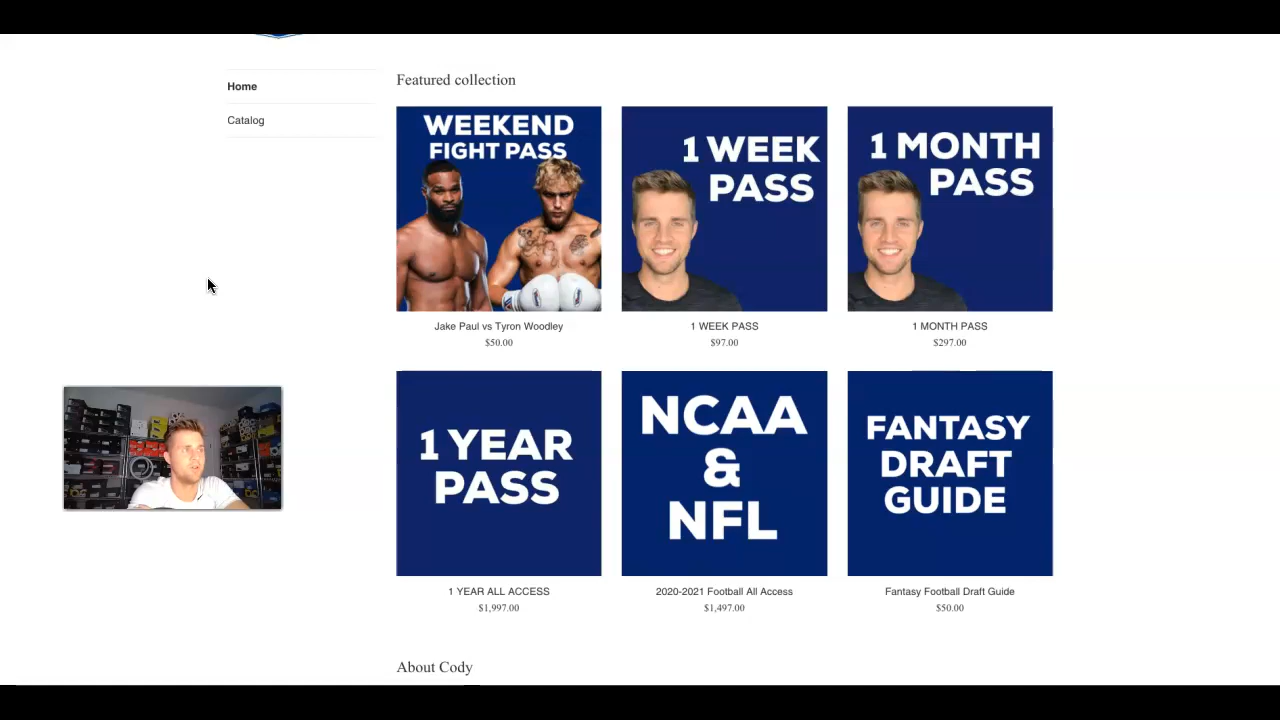 Home
Catalog
Featured collection
WEEKEND
FIGHT PASS
Jake Paul vs Tyron Woodley
$50.00
1 WEEK
PASS
1 WEEK PASS
$97.00
1 MONTH
PASS
1 MONTH PASS
$297.00
1 YEAR
PASS
1 YEAR ALL ACCESS
$1,997.00
NCAA
&
NFL
2020-2021 Football All Access
$1,497.00
FANTASY
DRAFT
GUIDE
Fantasy Football Draft Guide
$50.00
About Cody